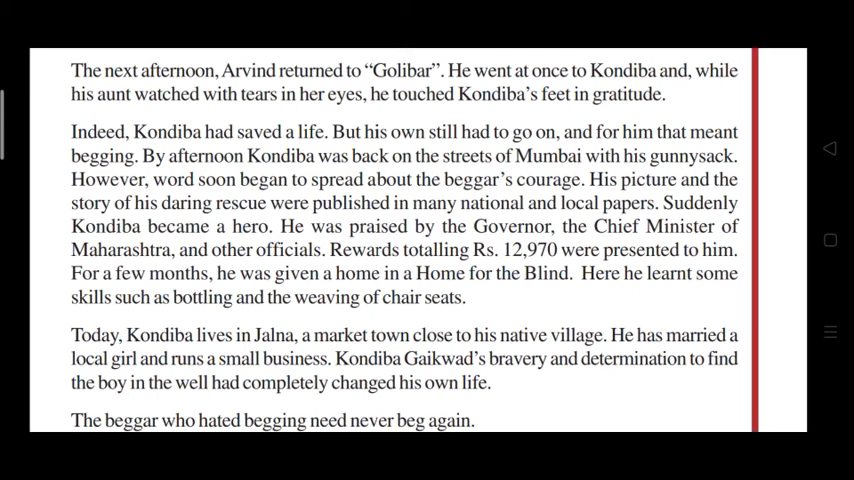 The next afternoon, Arvind returned to “Golibar”. He went at once to Kondiba and, while
his aunt watched with tears in her eyes, he touched Kondiba’s feet in gratitude.
Indeed, Kondiba had saved a life. But his own still had to go on, and for him that meant
begging. By afternoon Kondiba was back on the streets of Mumbai with his gunnysack.
However, word soon began to spread about the beggar’s courage. His picture and the
story of his daring rescue were published in many national and local papers. Suddenly
Kondiba became a hero. He was praised by the Governor, the Chief Minister of
Maharashtra, and other officials. Rewards totalling Rs. 12,970 were presented to him.
For a few months, he was given a home in a Home for the Blind. Here he learnt some
skills such as bottling and the weaving of chair seats.
Today, Kondiba lives in Jalna, a market town close to his native village. He has married a
local girl and runs a small business. Kondiba Gaikwad’s bravery and determination to find
the boy in the well had completely changed his own life.
The beggar who hated begging need never beg again.